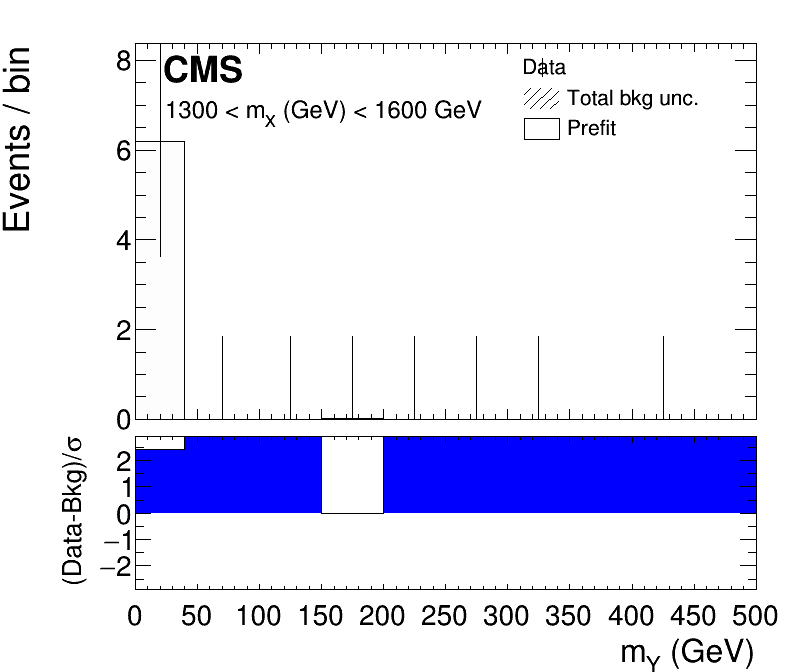 CMS
1300 < mX (GeV) < 1600 GeV
Data
Total bkg unc.
Prefit
Events / bin
8
6
4
2
0
(Data-Bkg)/σ
2
1
0
−1
−2
0 50 100 150 200 250 300 350 400 450 500
mY (GeV)